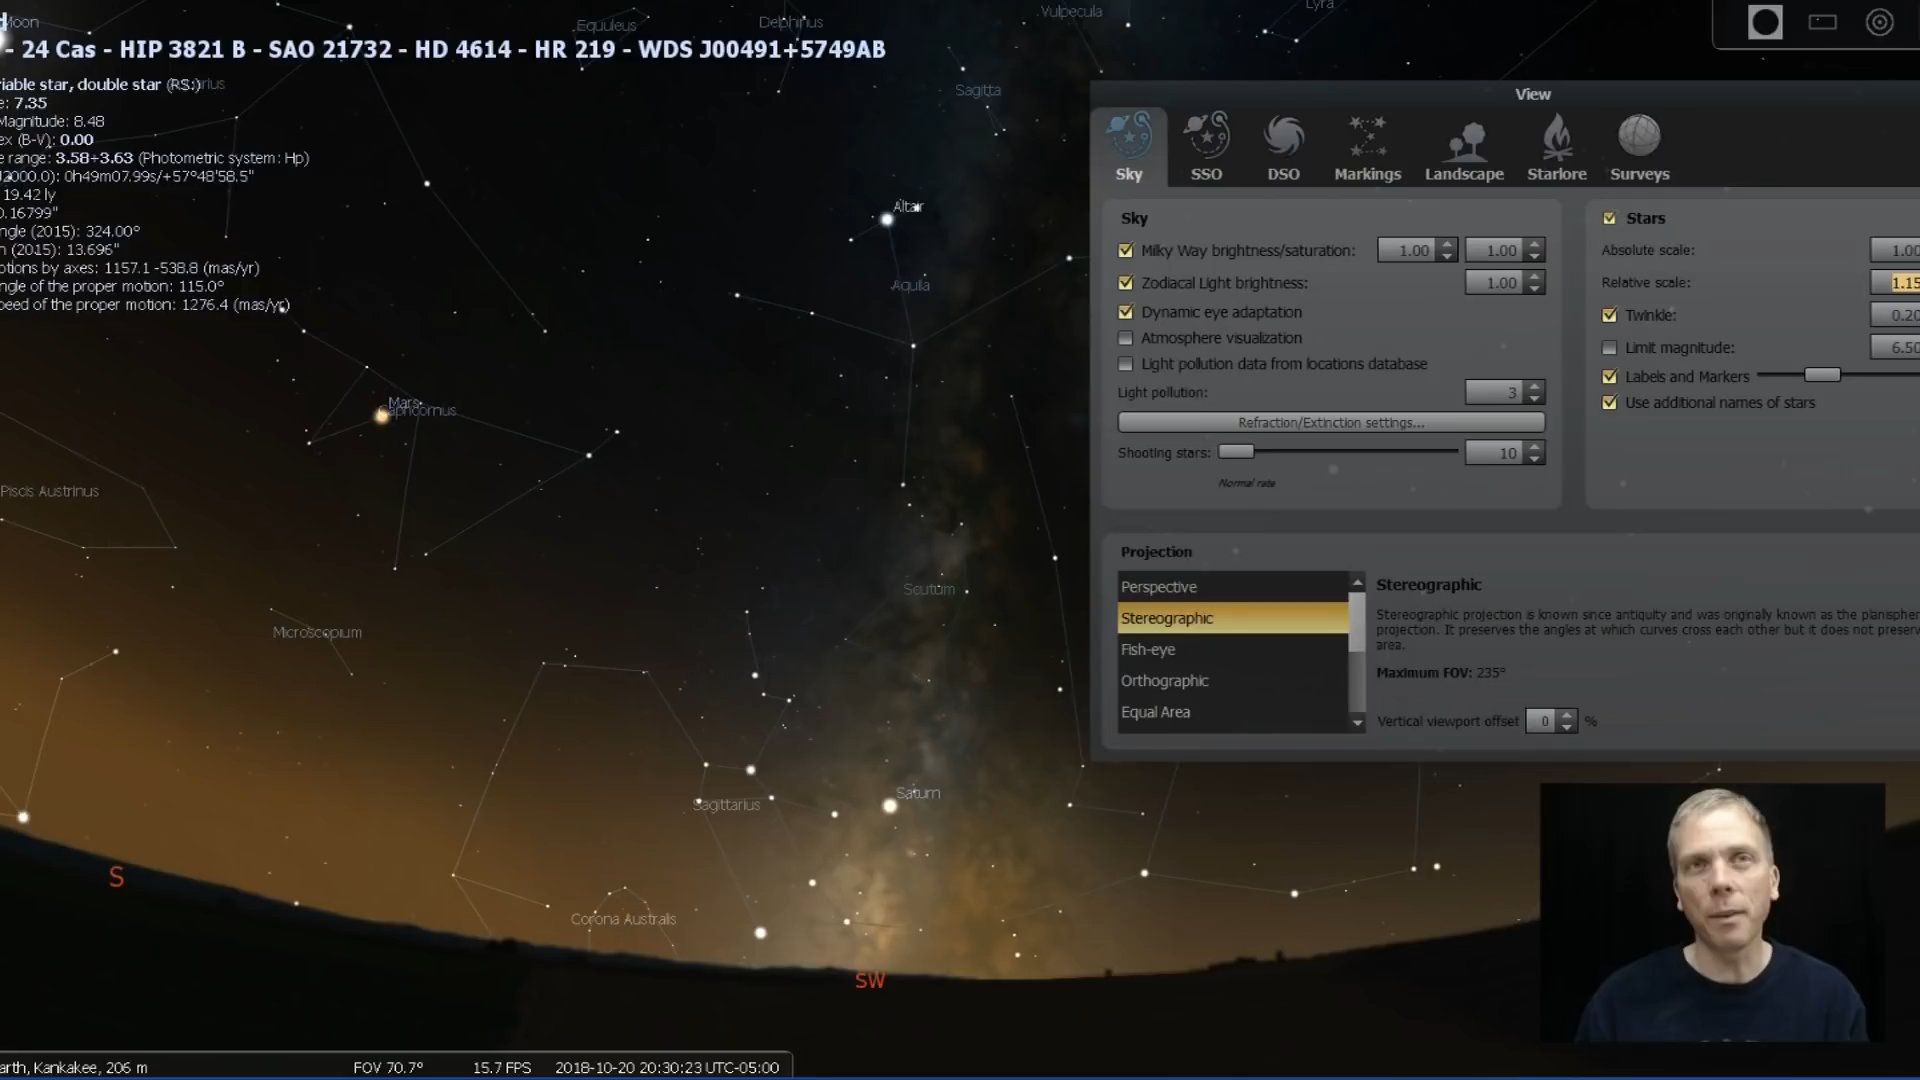 Moon
Equuleus
Delphinus
Vulpecula
Lyra
- 24 Cas - HIP 3821 B - SAO 21732 - HD 4614 - HR 219 - WDS J00491+5749AB
riable star, double star (RS:)
e: 7.35
Magnitude: 8.48
ex (B-V): 0.00
e range: 3.58÷3.63 (Photometric system: Hp)
J2000.0): 0h49m07.99s/+57°48'58.5"
19.42 ly
0.16799"
ngle (2015): 324.00°
n (2015): 13.696"
otions by axes: 1157.1 -538.8 (mas/yr)
ngle of the proper motion: 115.0°
peed of the proper motion: 1276.4 (mas/yr)
Sagitta
Altair
Aquila
Mars
Capricornus
Piscis Austrinus
Scutum
Microscopium
Saturn
Sagittarius
Corona Australis
S
SW
View
Sky SSO DSO Markings Landscape Starlore Surveys
Sky
Milky Way brightness/saturation: 1.00 1.00
Zodiacal Light brightness: 1.00
Dynamic eye adaptation
Atmosphere visualization
Light pollution data from locations database
Light pollution: 3
Refraction/Extinction settings...
Shooting stars: 10
Normal rate
Stars
Absolute scale: 1.00
Relative scale: 1.15
Twinkle: 0.20
Limit magnitude: 6.50
Labels and Markers
Use additional names of stars
Projection
Perspective
Stereographic
Fish-eye
Orthographic
Equal Area
Stereographic
Stereographic projection is known since antiquity and was originally known as the planispher
projection. It preserves the angles at which curves cross each other but it does not preserv
area.
Maximum FOV: 235°
Vertical viewport offset 0 %
arth, Kankakee, 206 m FOV 70.7° 15.7 FPS 2018-10-20 20:30:23 UTC-05:00